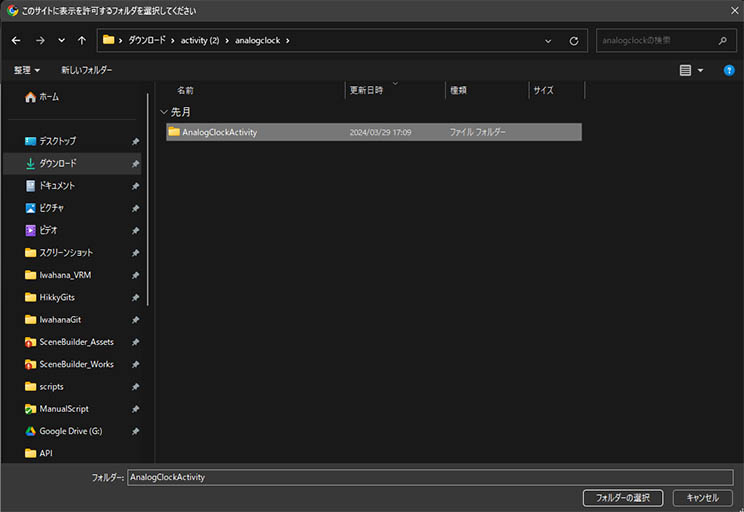 このサイトに表示を許可するフォルダを選択してください
ダウンロード > activity (2) > analogclock >
analogclockの検索
整理 新しいフォルダー
名前 更新日時 種類 サイズ
ホーム
先月
AnalogClockActivity 2024/03/29 17:09 ファイル フォルダー
デスクトップ
ダウンロード
ドキュメント
ピクチャ
ビデオ
スクリーンショット
Iwahana_VRM
HikkyGits
IwahanaGit
SceneBuilder_Assets
SceneBuilder_Works
scripts
ManualScript
Google Drive (G:)
API
フォルダー: AnalogClockActivity
フォルダーの選択 キャンセル